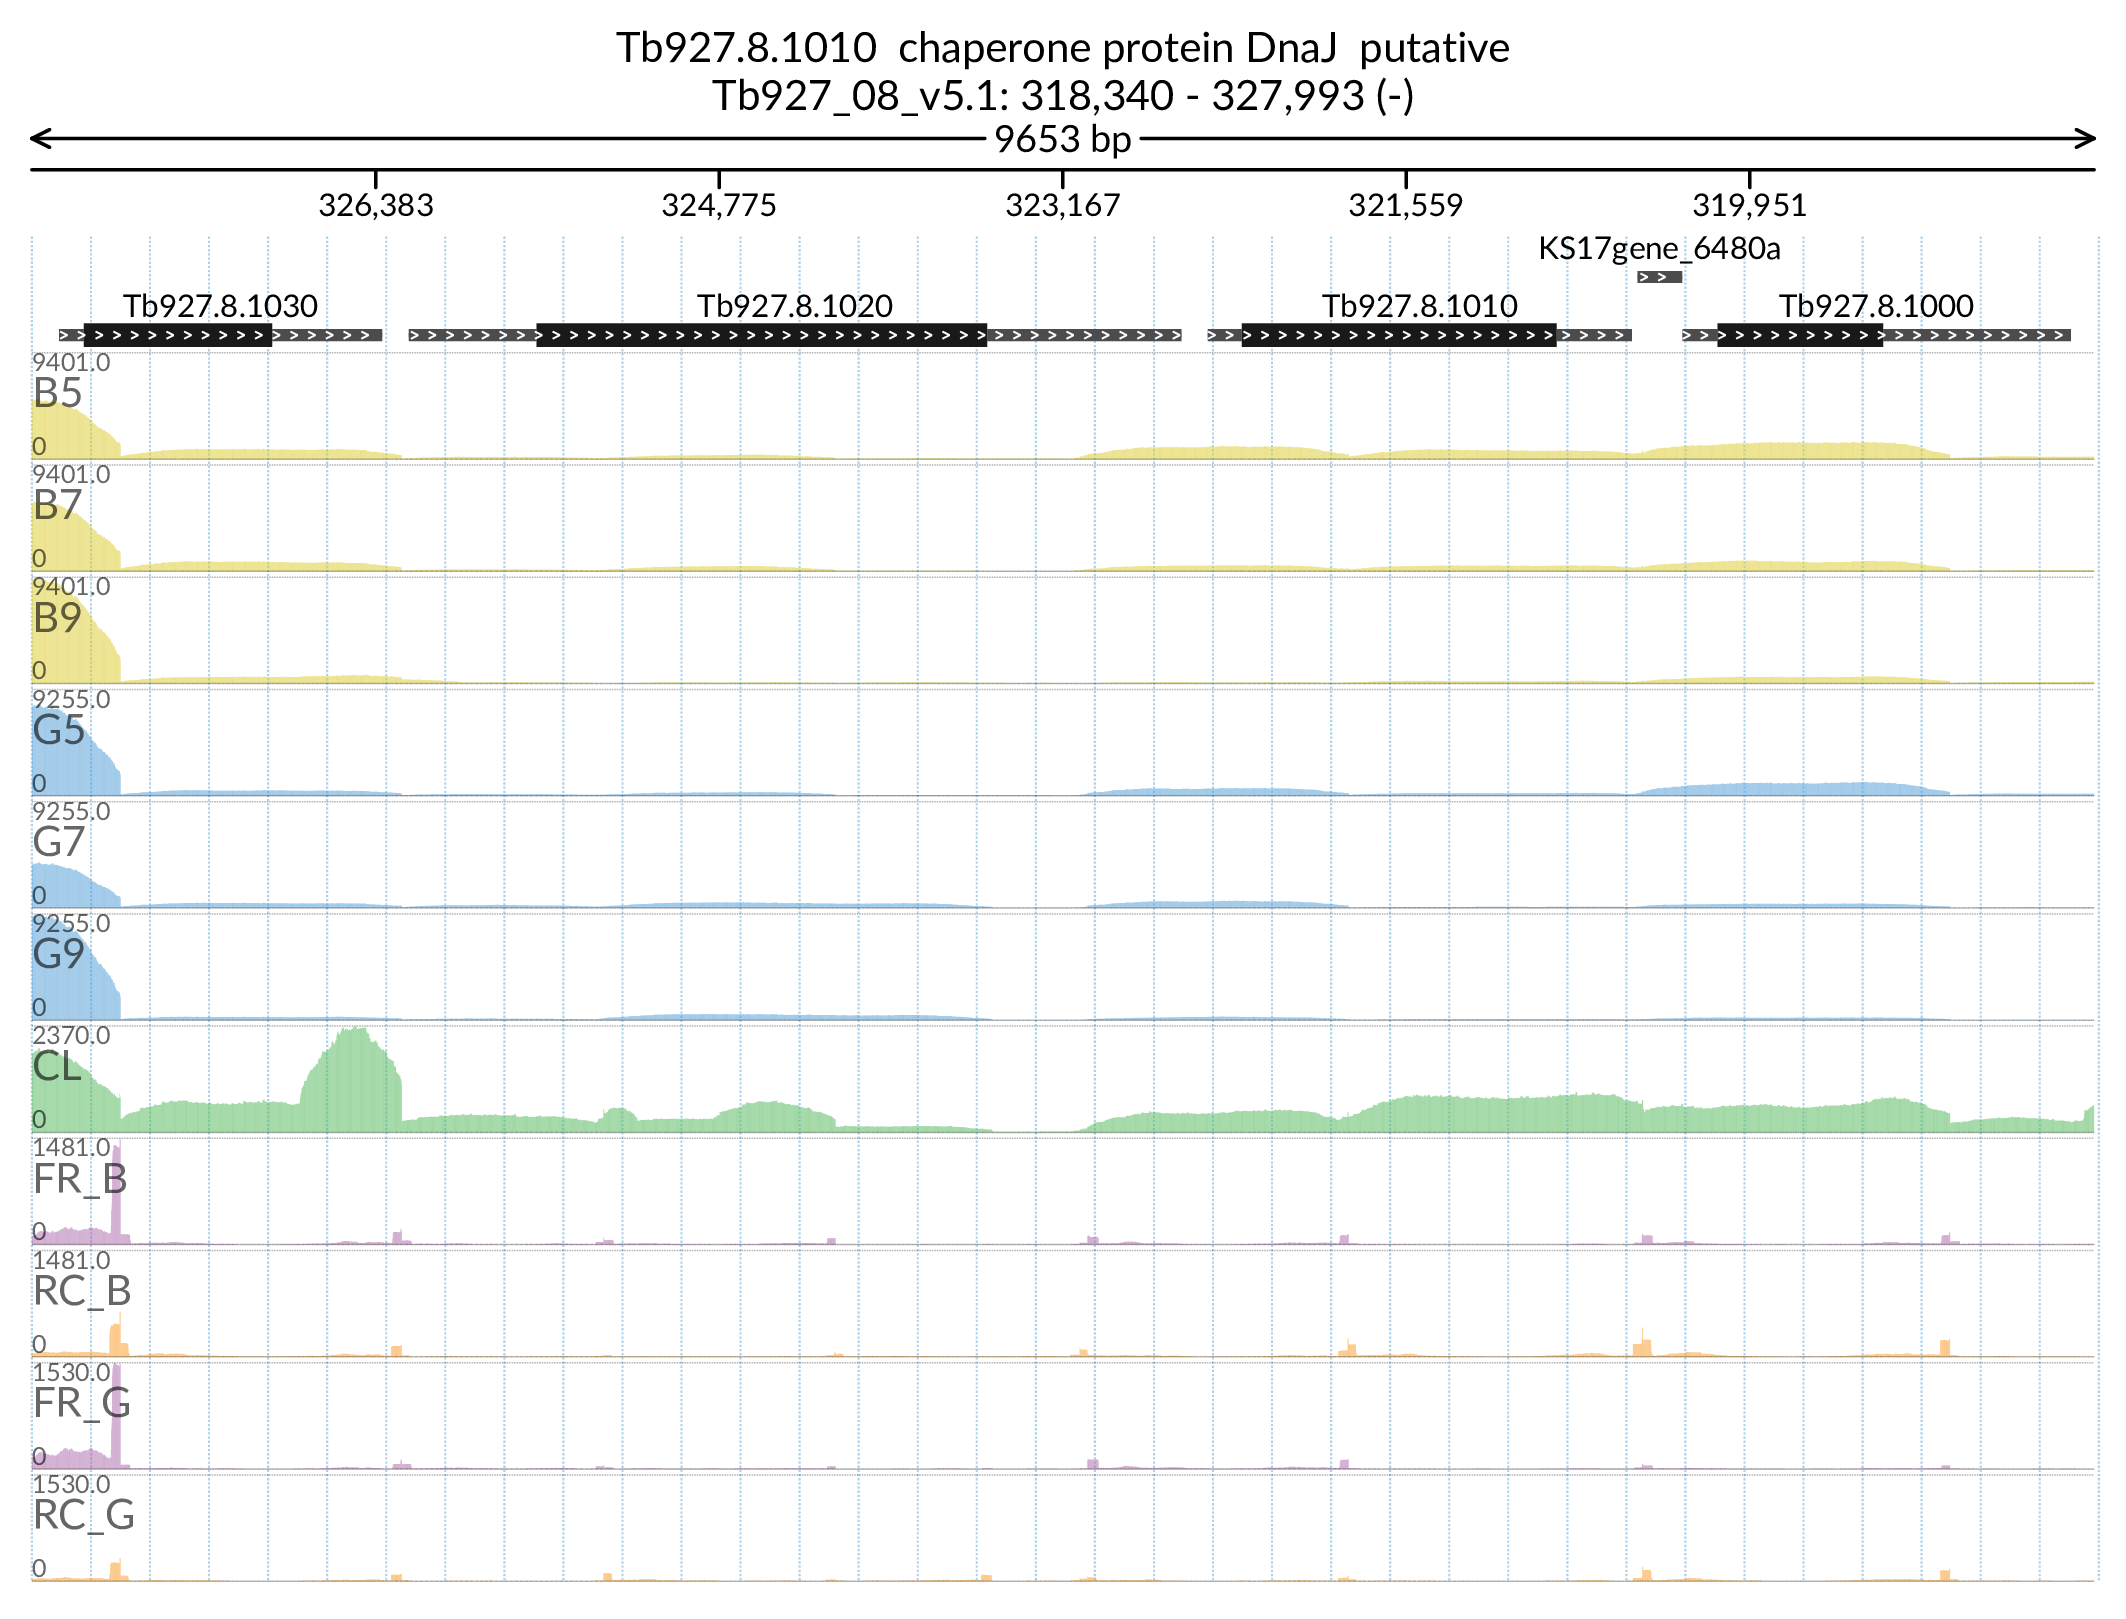 Tb927.8.1010  chaperone protein DnaJ  putative
Tb927_08_v5.1: 318,340 - 327,993 (-)
9653 bp
326,383 324,775 323,167 321,559 319,951
KS17gene_6480a
Tb927.8.1030 Tb927.8.1020 Tb927.8.1010 Tb927.8.1000
9401.0
B5
0
9401.0
B7
0
9401.0
B9
0
9255.0
G5
0
9255.0
G7
0
9255.0
G9
0
2370.0
CL
0
1481.0
FR_B
0
1481.0
RC_B
0
1530.0
FR_G
0
1530.0
RC_G
0